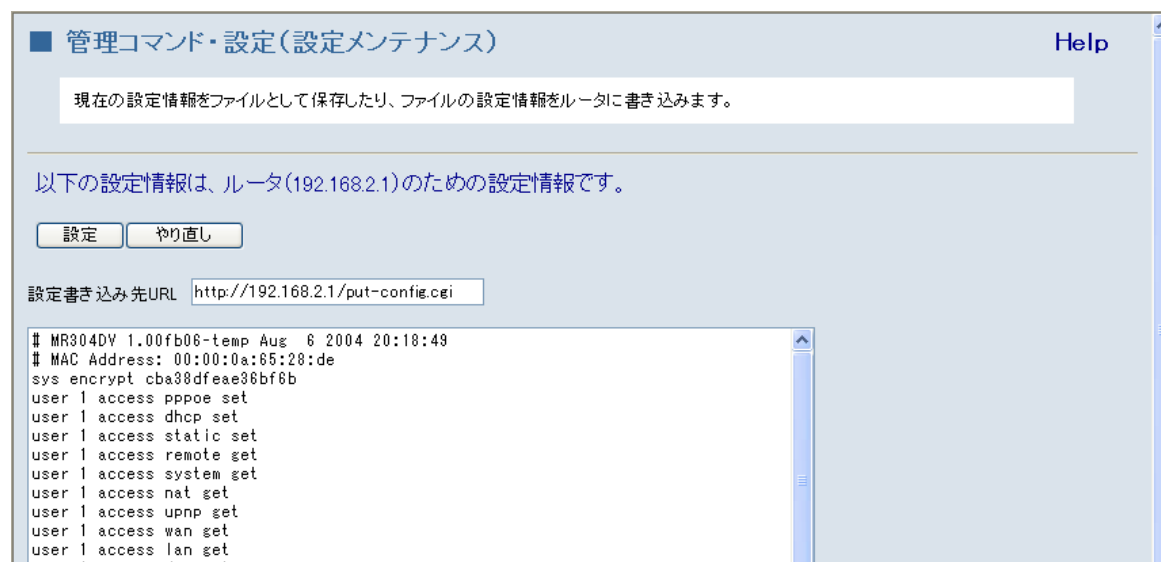 ■ 管理コマンド・設定(設定メンテナンス)
Help
現在の設定情報をファイルとして保存したり、ファイルの設定情報をルータに書き込みます。
以下の設定情報は、ルータ(192.168.2.1)のための設定情報です。
設定 やり直し
設定書き込み先URL http://192.168.2.1/put-config.cgi
# MR304DV 1.00fb06-temp Aug  6 2004 20:18:49
# MAC Address: 00:00:0a:65:28:de
sys encrypt cba38dfeae36bf6b
user 1 access pppoe set
user 1 access dhcp set
user 1 access static set
user 1 access remote get
user 1 access system get
user 1 access nat get
user 1 access upnp get
user 1 access wan get
user 1 access lan get